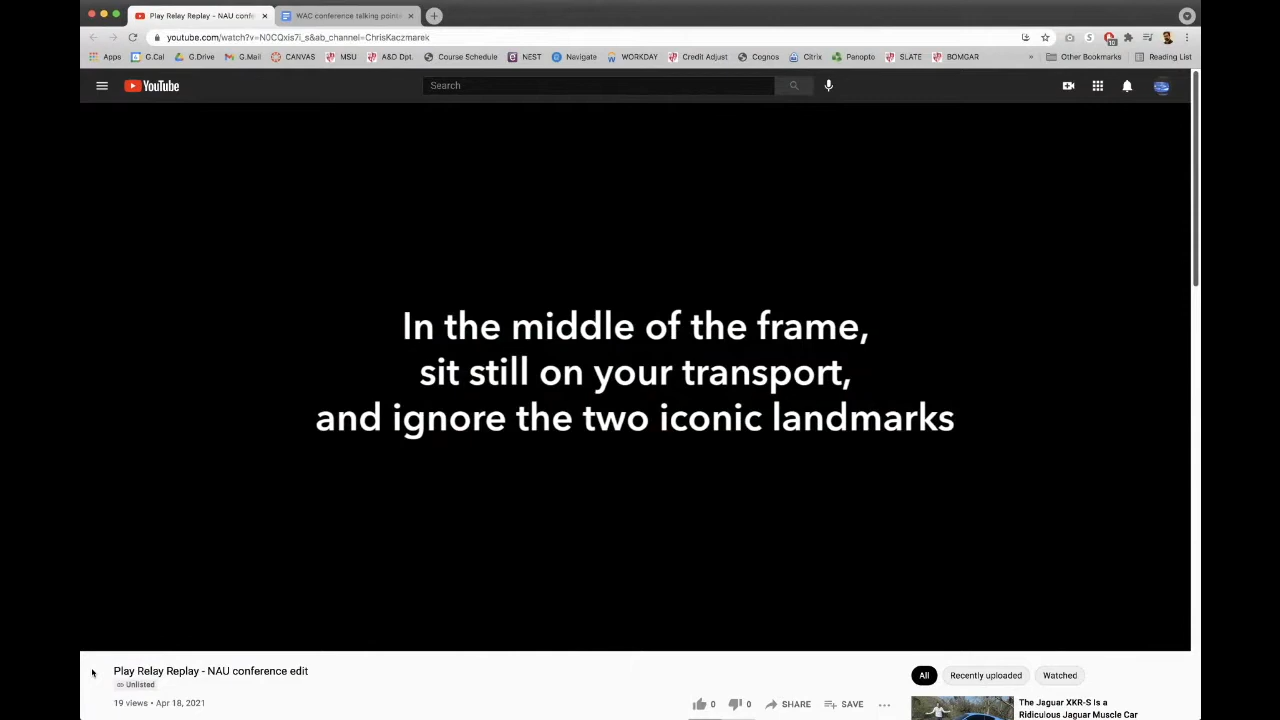 Play Relay Replay - NAU confe
WAC conference talking point
youtube.com/watch?v=N0CQxis7i_s&ab_channel=ChrisKaczmarek
Apps G.Cal G.Drive G.Mail CANVAS MSU A&D Dpt. Course Schedule NEST Navigate WORKDAY Credit Adjust Cognos Citrix Panopto SLATE BOMGAR » Other Bookmarks Reading List
YouTube
Search
In the middle of the frame,
sit still on your transport,
and ignore the two iconic landmarks
Play Relay Replay - NAU conference edit
Unlisted
19 views • Apr 18, 2021
0 0 SHARE SAVE
All Recently uploaded Watched
The Jaguar XKR-S Is a
Ridiculous Jaguar Muscle Car